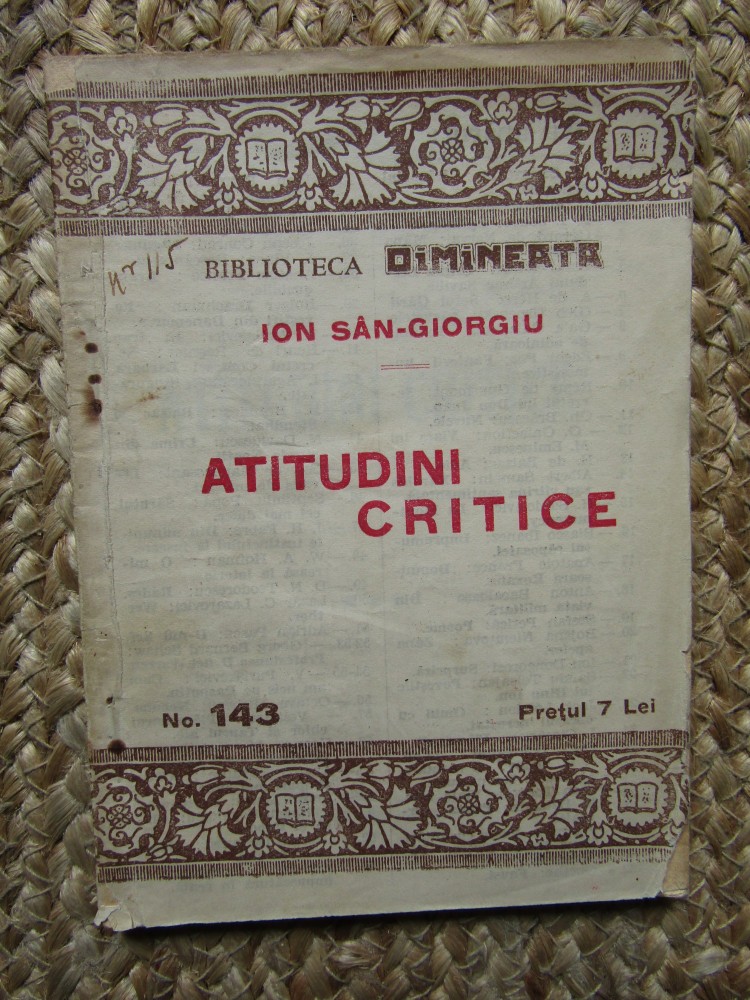 nr 115
BIBLIOTECA DiMiNEAȚA
ION SÂN-GIORGIU
ATITUDINI
CRITICE
No. 143 Prețul 7 Lei